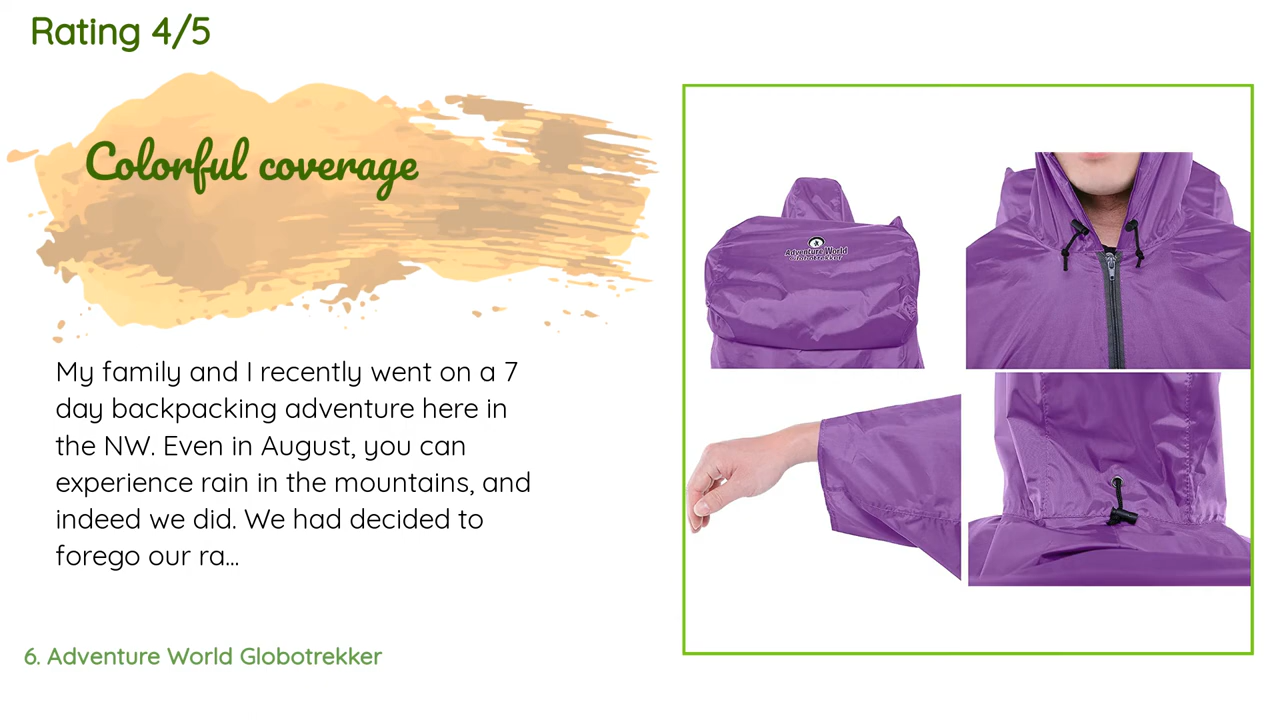 Rating 4/5
Colorful coverage
My family and I recently went on a 7
day backpacking adventure here in
the NW. Even in August, you can
experience rain in the mountains, and
indeed we did. We had decided to
forego our ra...
Adventure World
Globotrekker
6. Adventure World Globotrekker